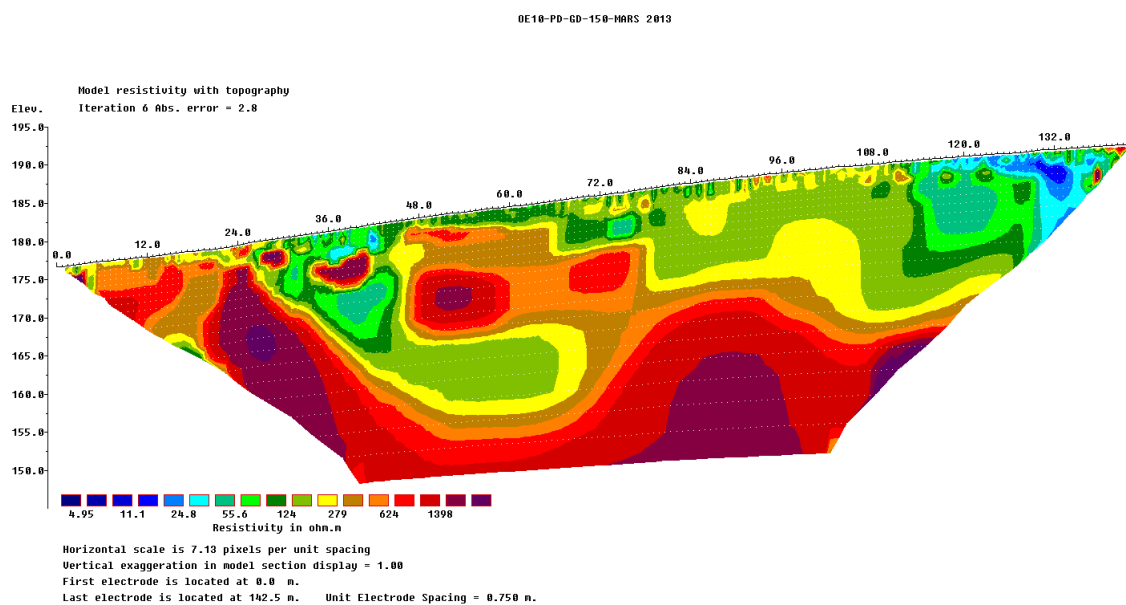 OE10-PD-GD-150-MARS 2013
Model resistivity with topography
Iteration 6 Abs. error = 2.8
Elev.
195.0
190.0
185.0
180.0
175.0
170.0
165.0
160.0
155.0
150.0
0.0
12.0
24.0
36.0
48.0
60.0
72.0
84.0
96.0
108.0
120.0
132.0
4.95 11.1 24.8 55.6 124 279 624 1398
Resistivity in ohm.m
Horizontal scale is 7.13 pixels per unit spacing
Vertical exaggeration in model section display = 1.00
First electrode is located at 0.0 m.
Last electrode is located at 142.5 m. Unit Electrode Spacing = 0.750 m.